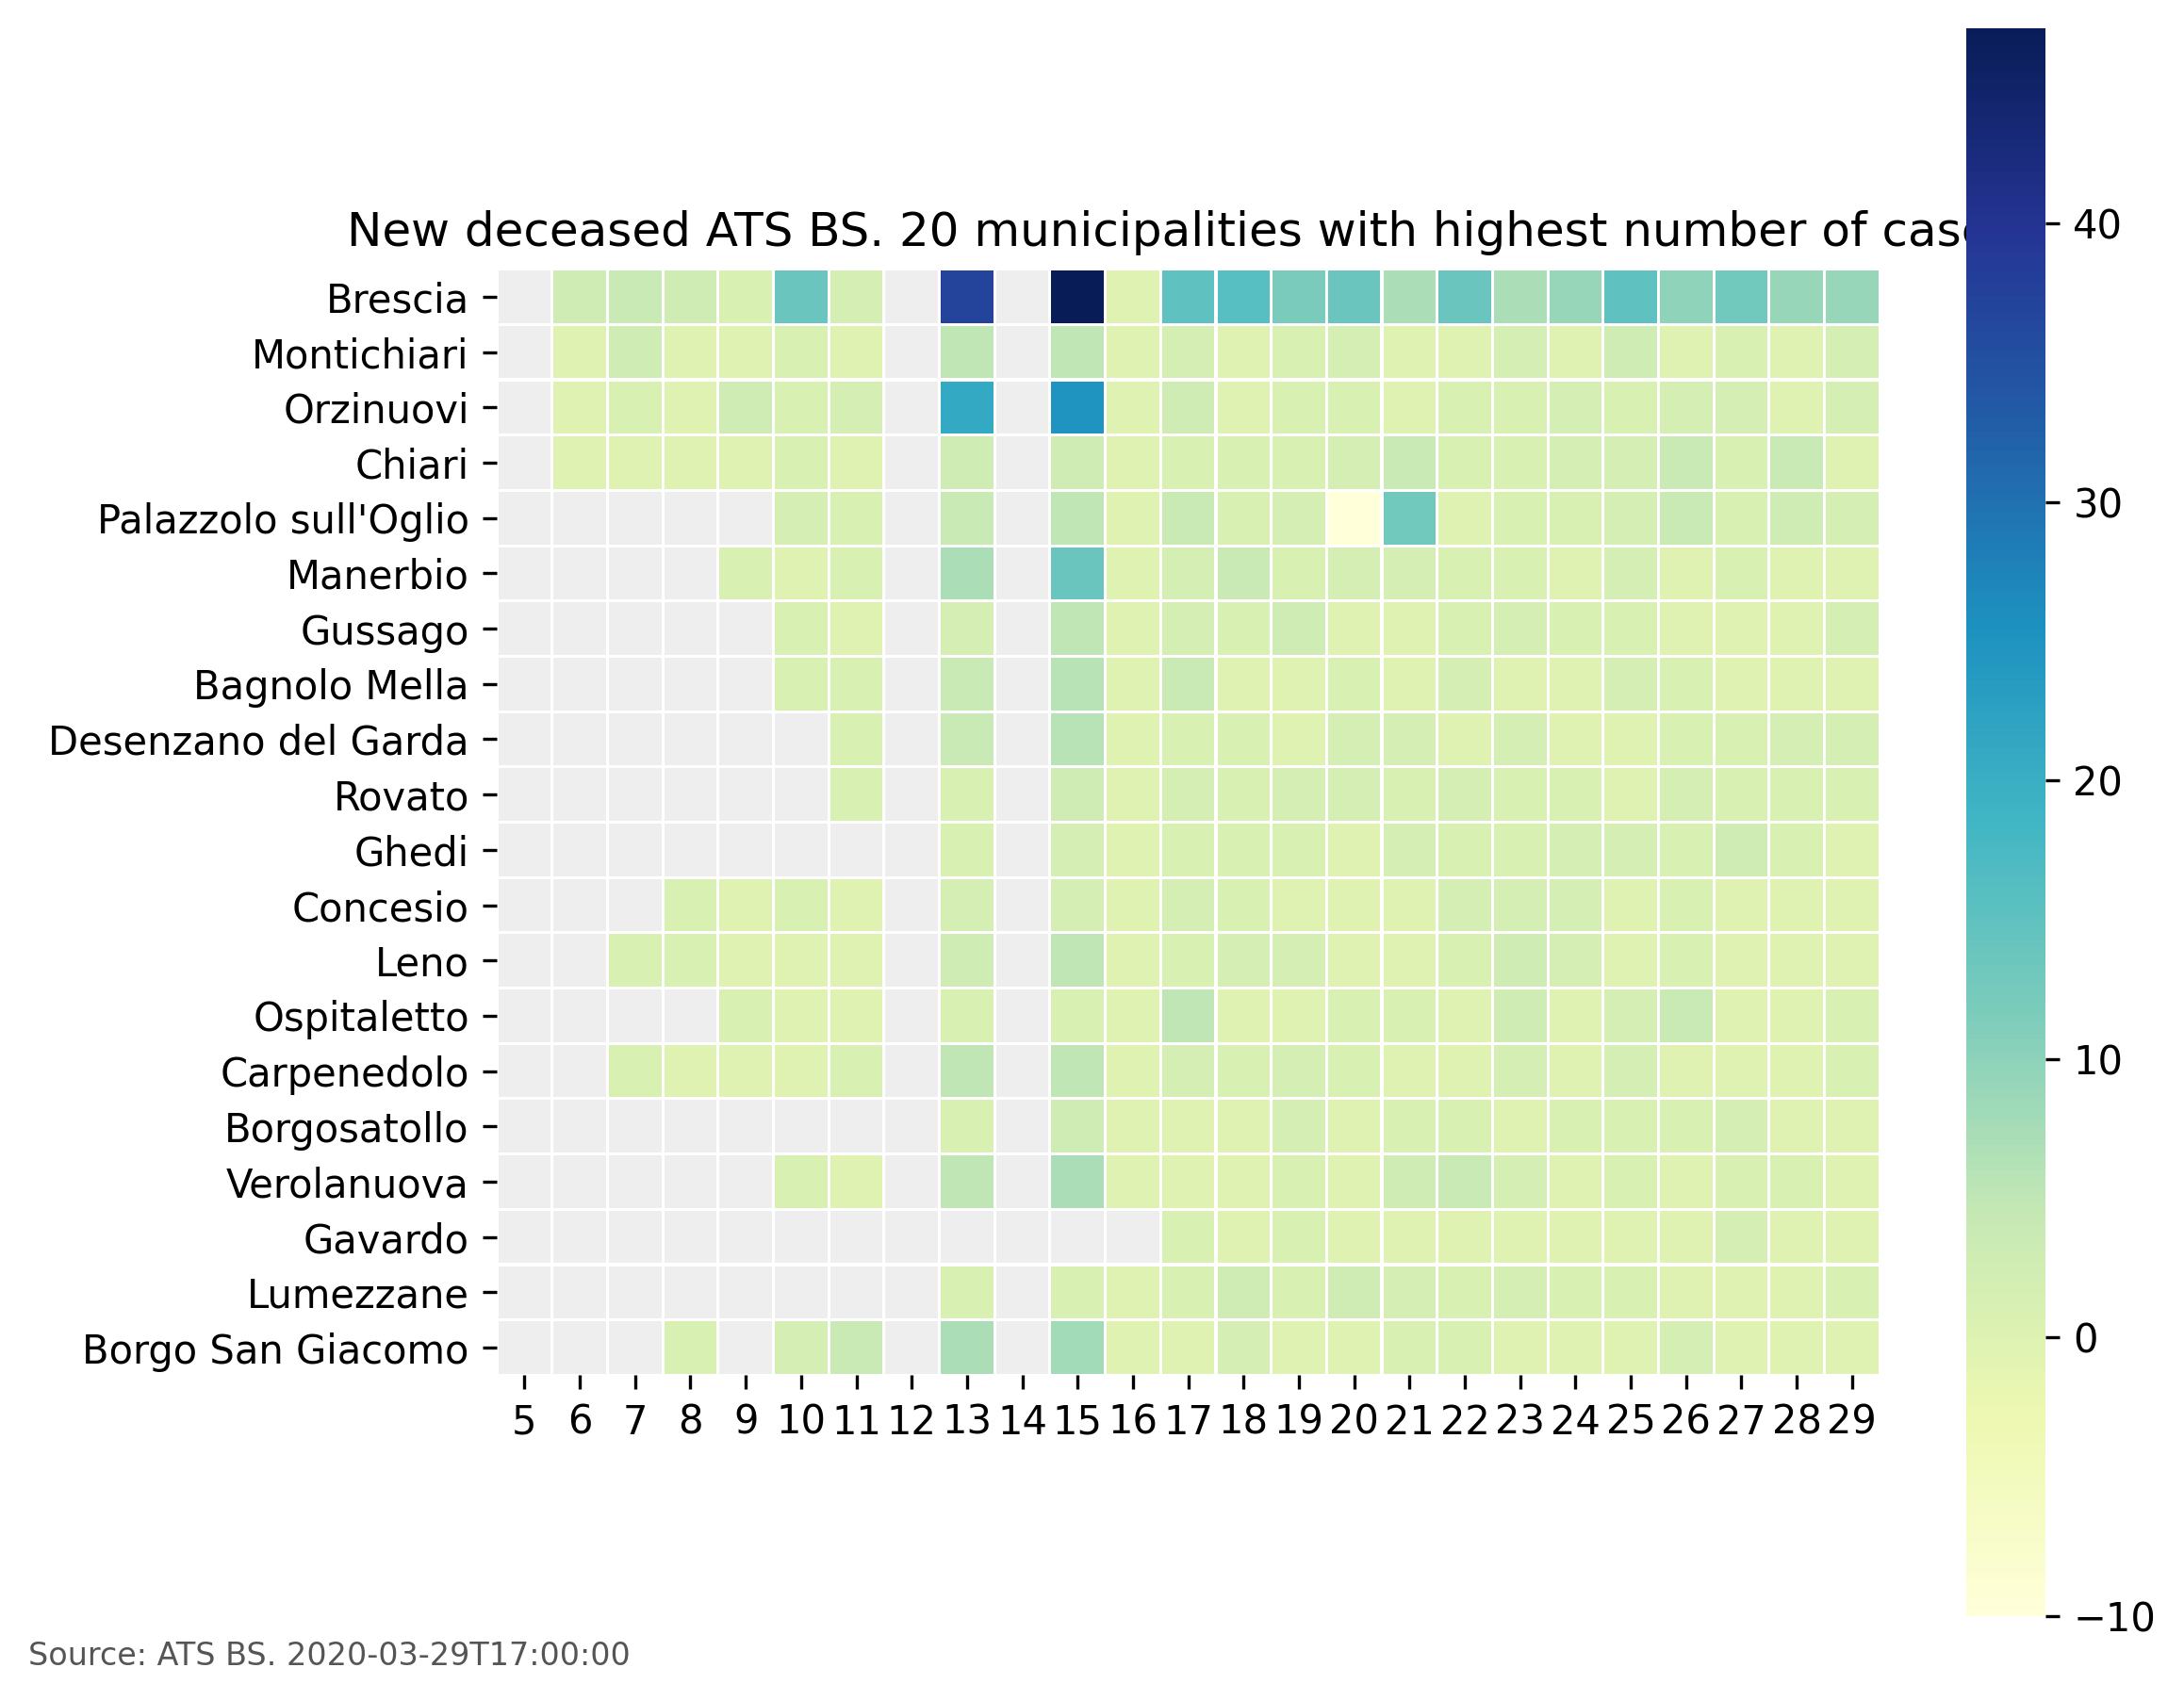 New deceased ATS BS. 20 municipalities with highest number of cas
Brescia
Montichiari
Orzinuovi
Chiari
Palazzolo sull'Oglio
Manerbio
Gussago
Bagnolo Mella
Desenzano del Garda
Rovato
Ghedi
Concesio
Leno
Ospitaletto
Carpenedolo
Borgosatollo
Verolanuova
Gavardo
Lumezzane
Borgo San Giacomo
5 6 7 8 9 10 11 12 13 14 15 16 17 18 19 20 21 22 23 24 25 26 27 28 29
40
30
20
10
0
−10
Source: ATS BS. 2020-03-29T17:00:00